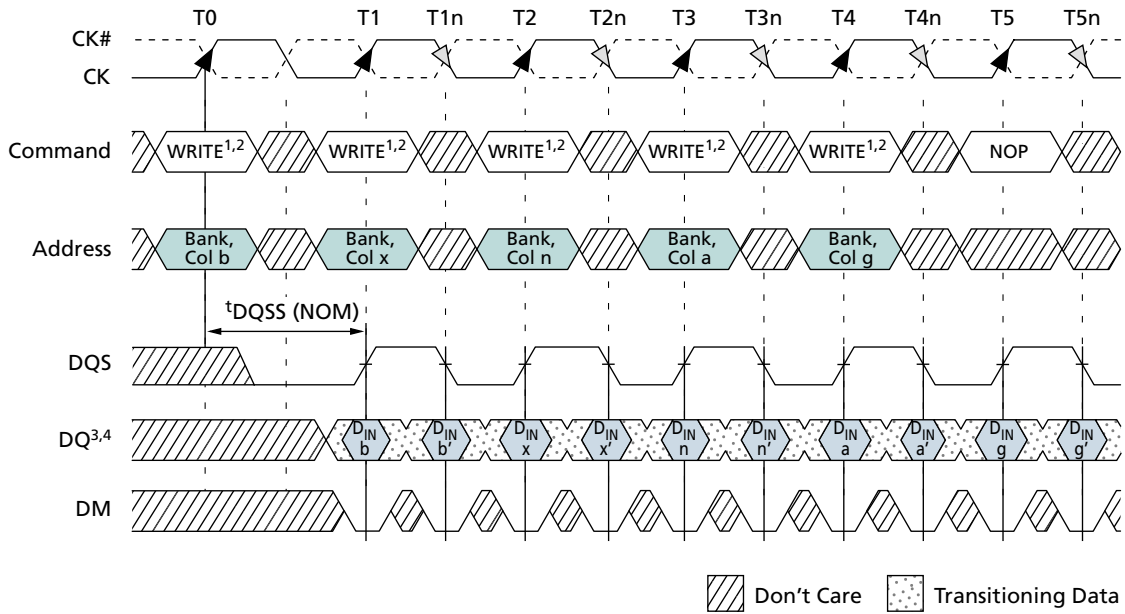 T0 T1 T1n T2 T2n T3 T3n T4 T4n T5 T5n
CK#
CK
Command WRITE1,2 WRITE1,2 WRITE1,2 WRITE1,2 WRITE1,2 NOP
Address
Bank, Col b
Bank, Col x
Bank, Col n
Bank, Col a
Bank, Col g
tDQSS (NOM)
DQS
DQ3,4
DIN b
DIN b'
DIN x
DIN x'
DIN n
DIN n'
DIN a
DIN a'
DIN g
DIN g'
DM
Don't Care
Transitioning Data